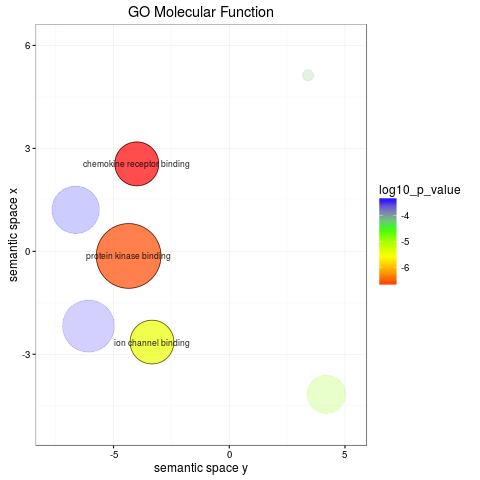 GO Molecular Function
6
3
0
-3
semantic space x
chemokine receptor binding
protein kinase binding
ion channel binding
-5
0
5
semantic space y
log10_p_value
-4
-5
-6